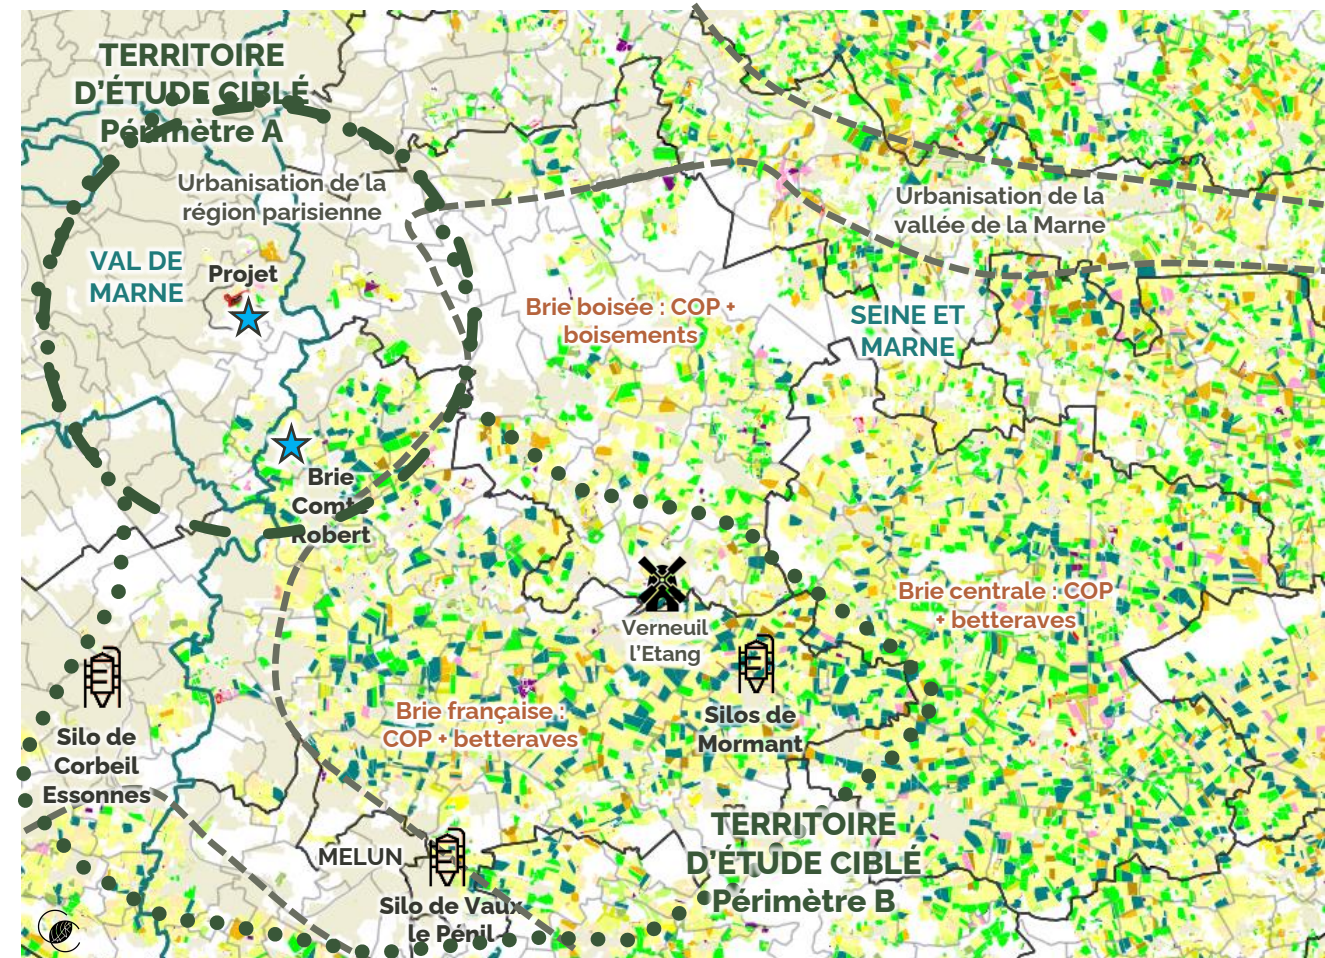 TERRITOIRE
D'ÉTUDE CIBLÉ
Périmètre A
Urbanisation de la
région parisienne
Urbanisation de la
vallée de la Marne
VAL DE
MARNE
Projet
Brie boisée : COP +
boisements
SEINE ET
MARNE
Brie
Comte
Robert
Brie centrale : COP
+ betteraves
Verneuil
l'Etang
Brie française :
COP + betteraves
Silos de
Mormant
Silo de
Corbeil
Essonnes
TERRITOIRE
D'ÉTUDE CIBLÉ
Périmètre B
MELUN
Silo de Vaux
le Pénil